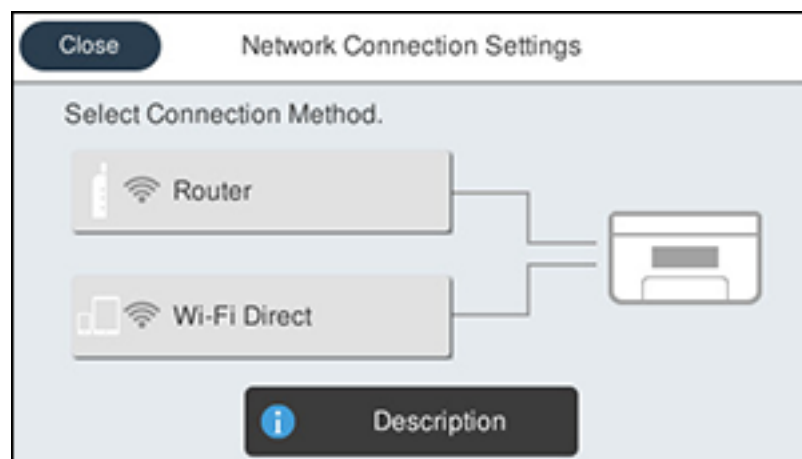 Close
Network Connection Settings
Select Connection Method.
Router
Wi-Fi Direct
Description